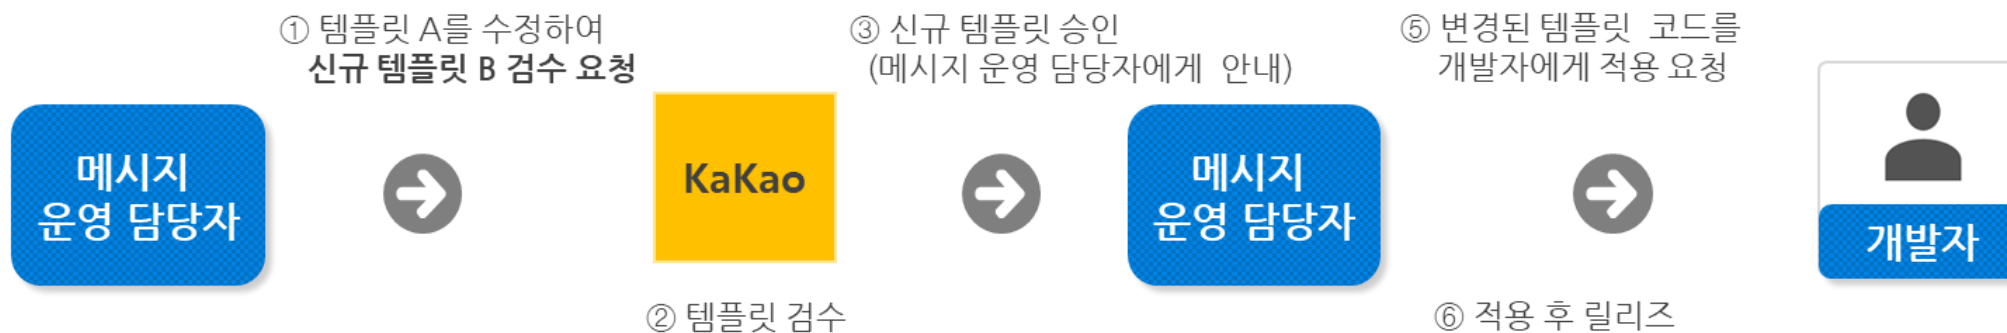 ① 템플릿 A를 수정하여
신규 템플릿 B 검수 요청
③ 신규 템플릿 승인
(메시지 운영 담당자에게 안내)
⑤ 변경된 템플릿 코드를
개발자에게 적용 요청
메시지
운영 담당자
KaKao
메시지
운영 담당자
개발자
② 템플릿 검수
⑥ 적용 후 릴리즈